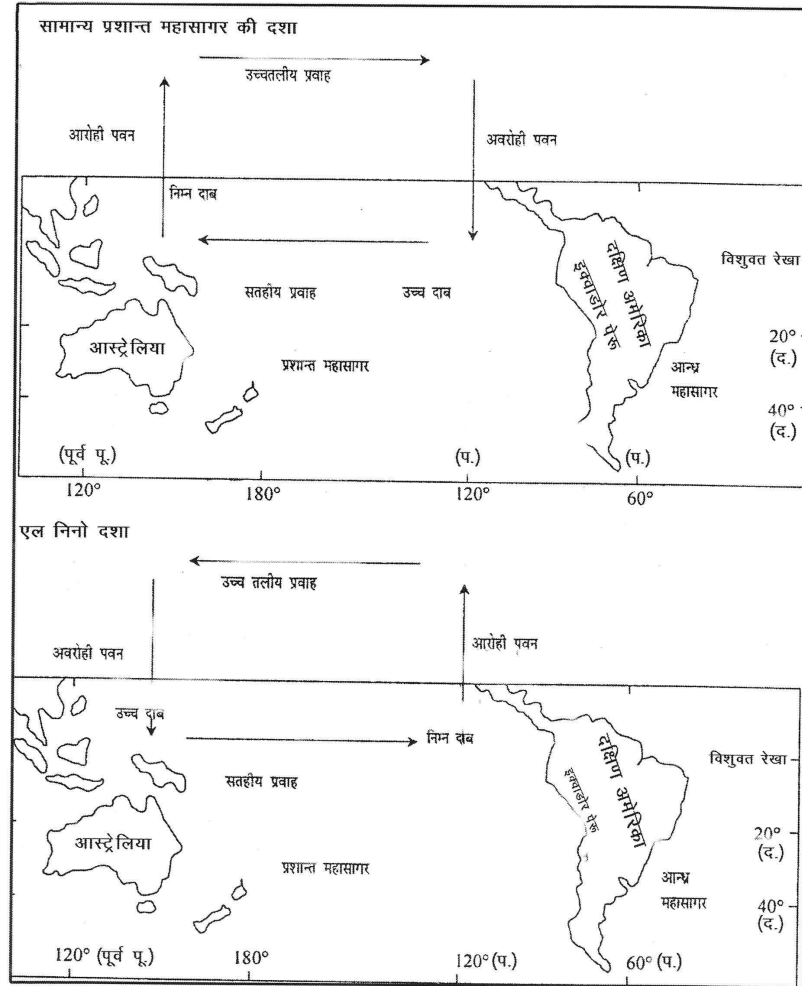 सामान्य प्रशान्त महासागर की दशा
उच्चतलीय प्रवाह
आरोही पवन
अवरोही पवन
निम्न दाब
विशुवत रेखा
सतहीय प्रवाह
उच्च दाब
दक्षिण अमेरिका
इक्वाडोर पेरू
आस्ट्रेलिया
20°
(द.)
प्रशान्त महासागर
आन्ध्र
महासागर
40°
(द.)
(पूर्व पू.)
(प.)
(प.)
120°
180°
120°
60°
एल निनो दशा
उच्च तलीय प्रवाह
अवरोही पवन
आरोही पवन
उच्च दाब
निम्न दाब
विशुवत रेखा
सतहीय प्रवाह
दक्षिण अमेरिका
इक्वाडोर पेरू
आस्ट्रेलिया
20°
(द.)
प्रशान्त महासागर
आन्ध्र
महासागर
40°
(द.)
120° (पूर्व पू.)
180°
120° (प.)
60° (प.)